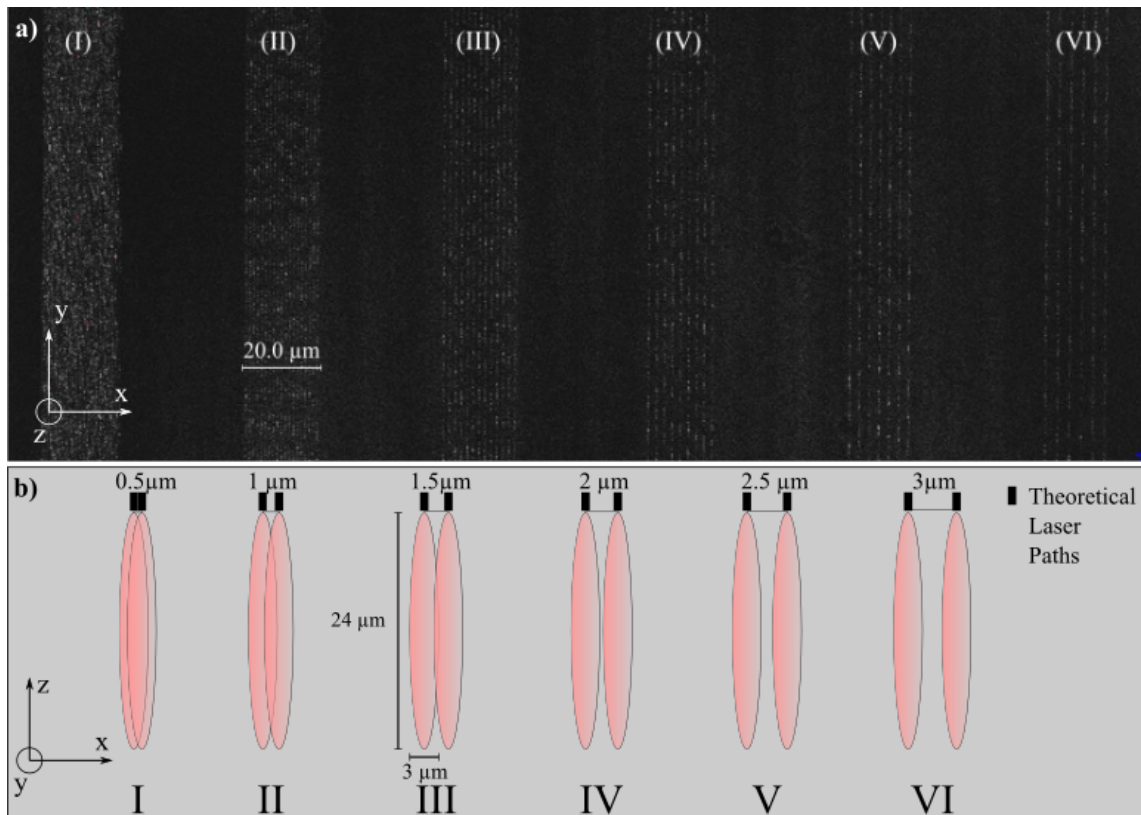 a)
(I) (II) (III) (IV) (V) (VI)
y
20.0 µm
x
z
b)
0.5µm 1 µm 1.5µm 2 µm 2.5 µm 3µm
Theoretical
Laser
Paths
24 µm
z
x
3 µm
y
I II III IV V VI